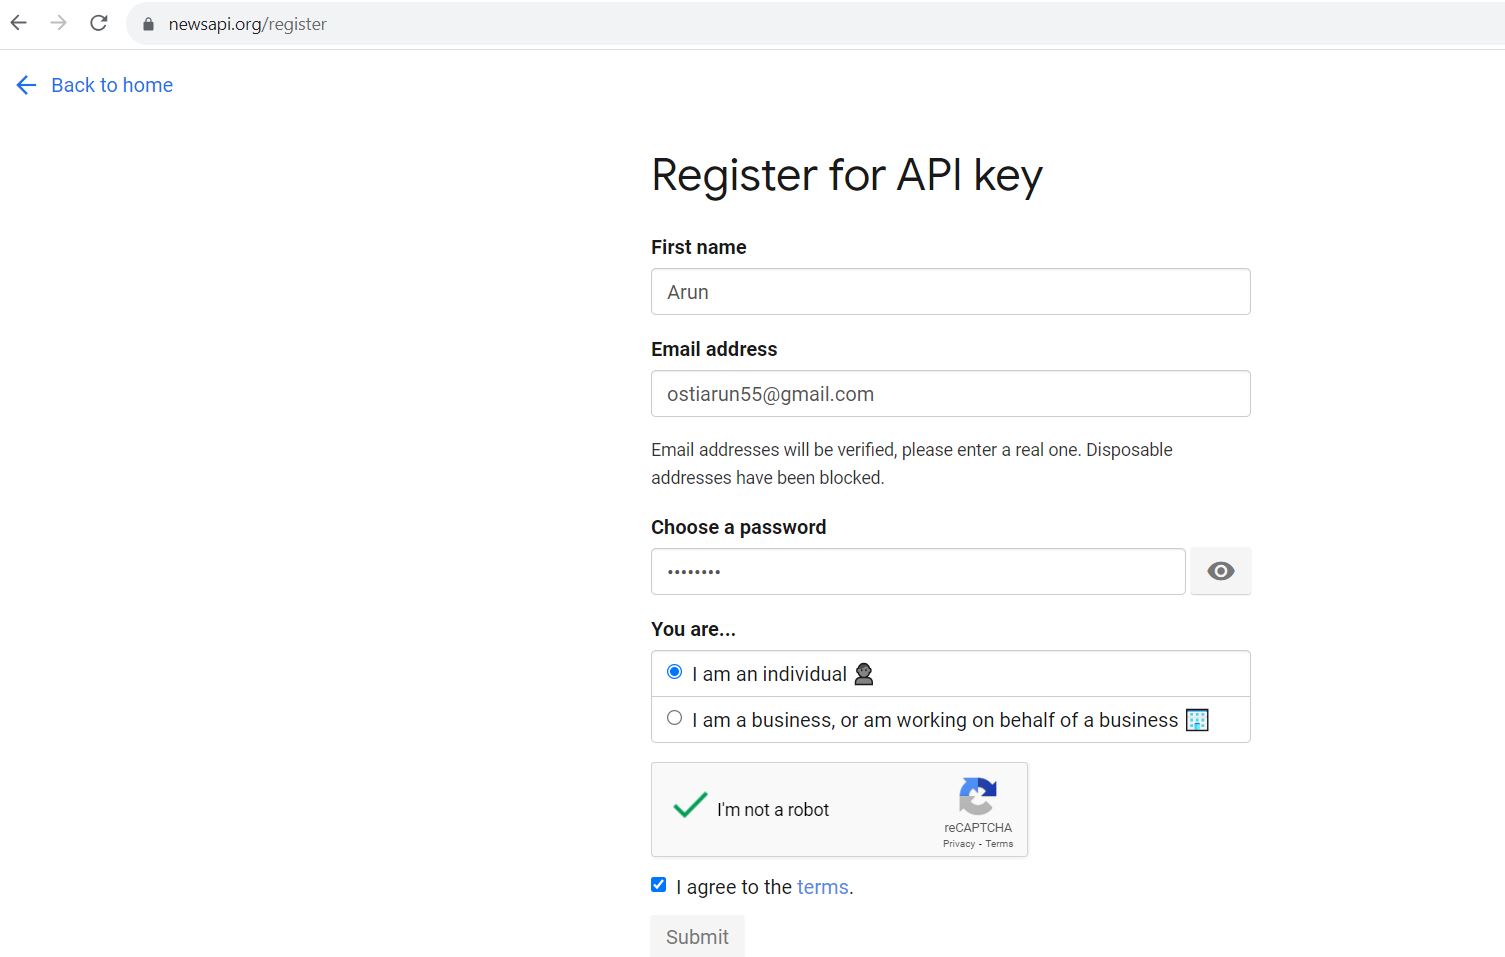 newsapi.org/register
Back to home
Register for API key
First name
Arun
Email address
ostiarun55@gmail.com
Email addresses will be verified, please enter a real one. Disposable
addresses have been blocked.
Choose a password
••••••••
You are...
I am an individual
I am a business, or am working on behalf of a business
I'm not a robot
reCAPTCHA
Privacy - Terms
I agree to the terms.
Submit